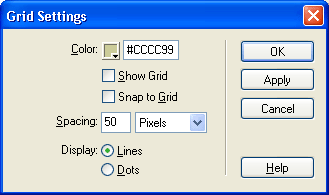 Grid Settings
Color: #CCCC99
OK
Show Grid
Apply
Snap to Grid
Cancel
Spacing: 50 Pixels
Display: Lines
Dots
Help